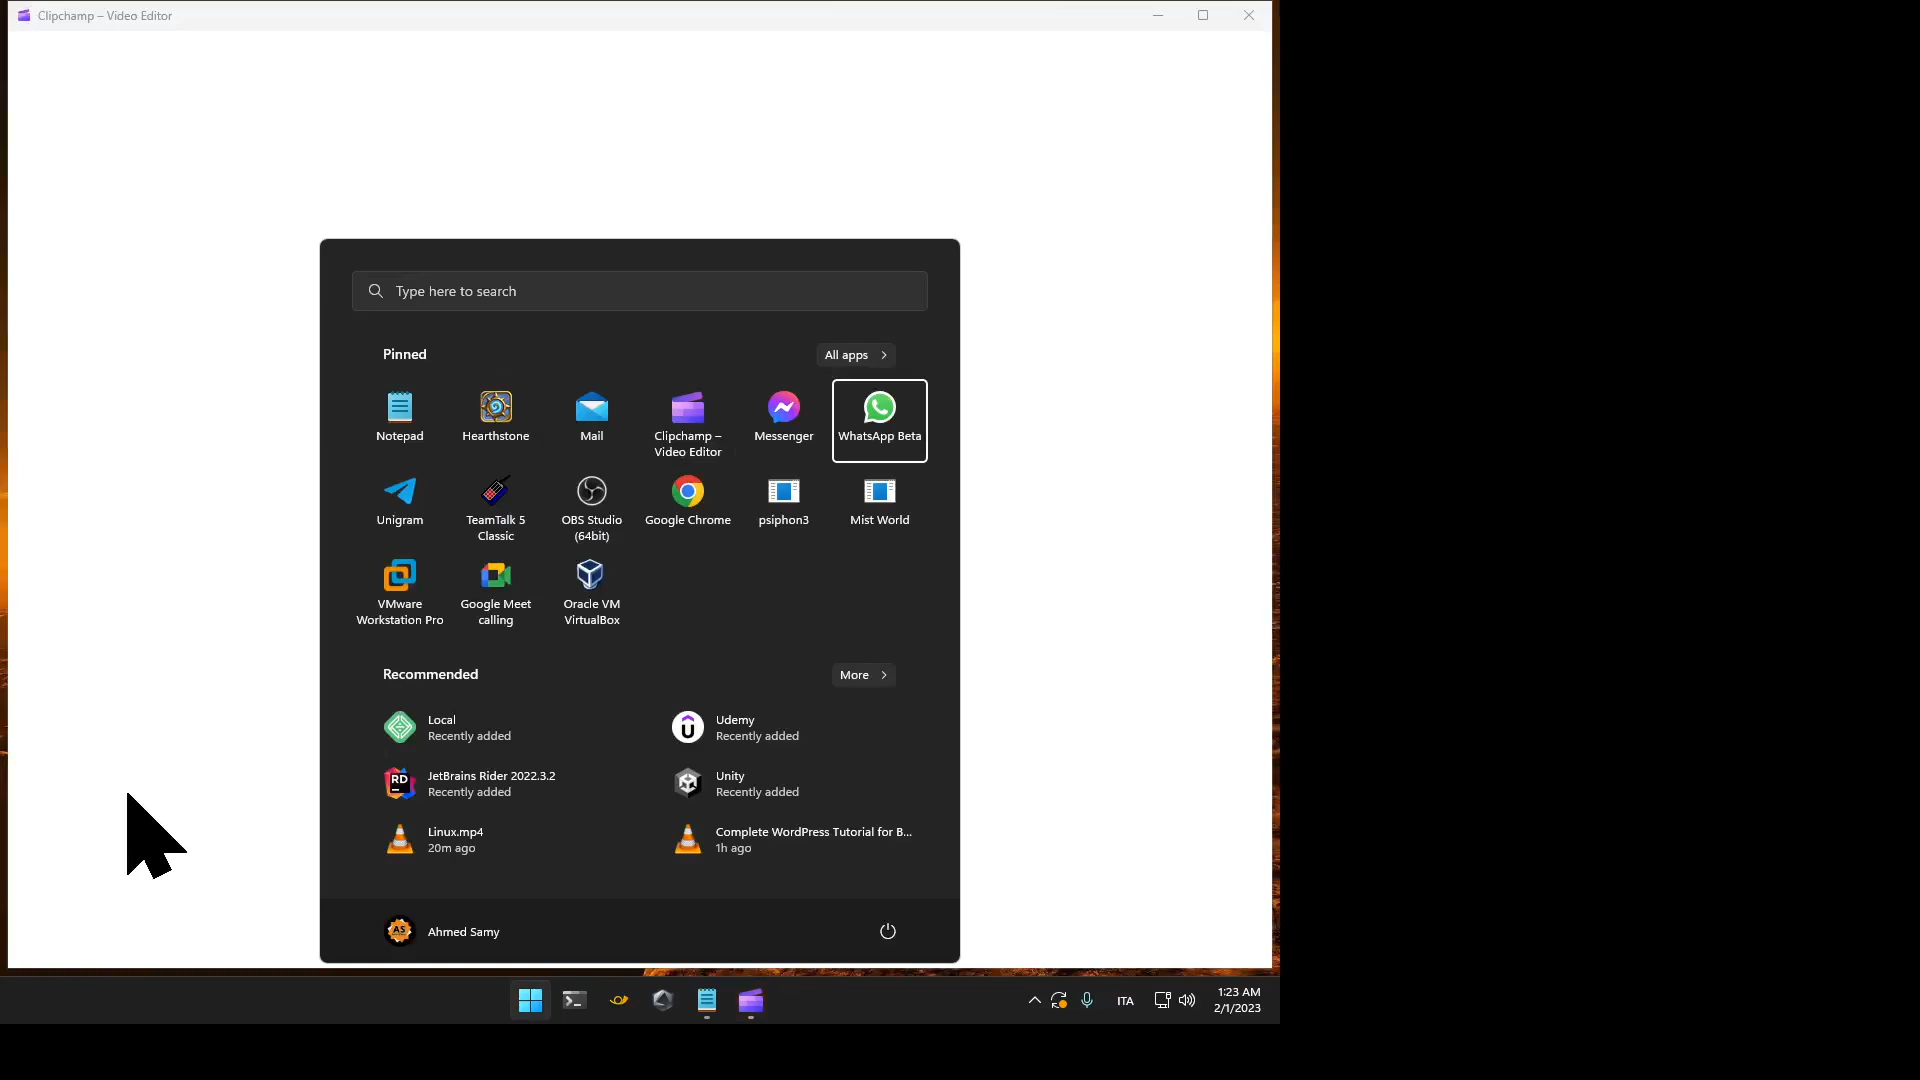 Clipchamp – Video Editor
Type here to search
Pinned
All apps
Notepad
Hearthstone
Mail
Clipchamp –
Video Editor
Messenger
WhatsApp Beta
Unigram
TeamTalk 5
Classic
OBS Studio
(64bit)
Google Chrome
psiphon3
Mist World
VMware
Workstation Pro
Google Meet
calling
Oracle VM
VirtualBox
Recommended
More
Local
Recently added
Udemy
Recently added
RD
JetBrains Rider 2022.3.2
Recently added
Unity
Recently added
Linux.mp4
20m ago
Complete WordPress Tutorial for B...
1h ago
AS
Ahmed Samy
ITA
1:23 AM
2/1/2023